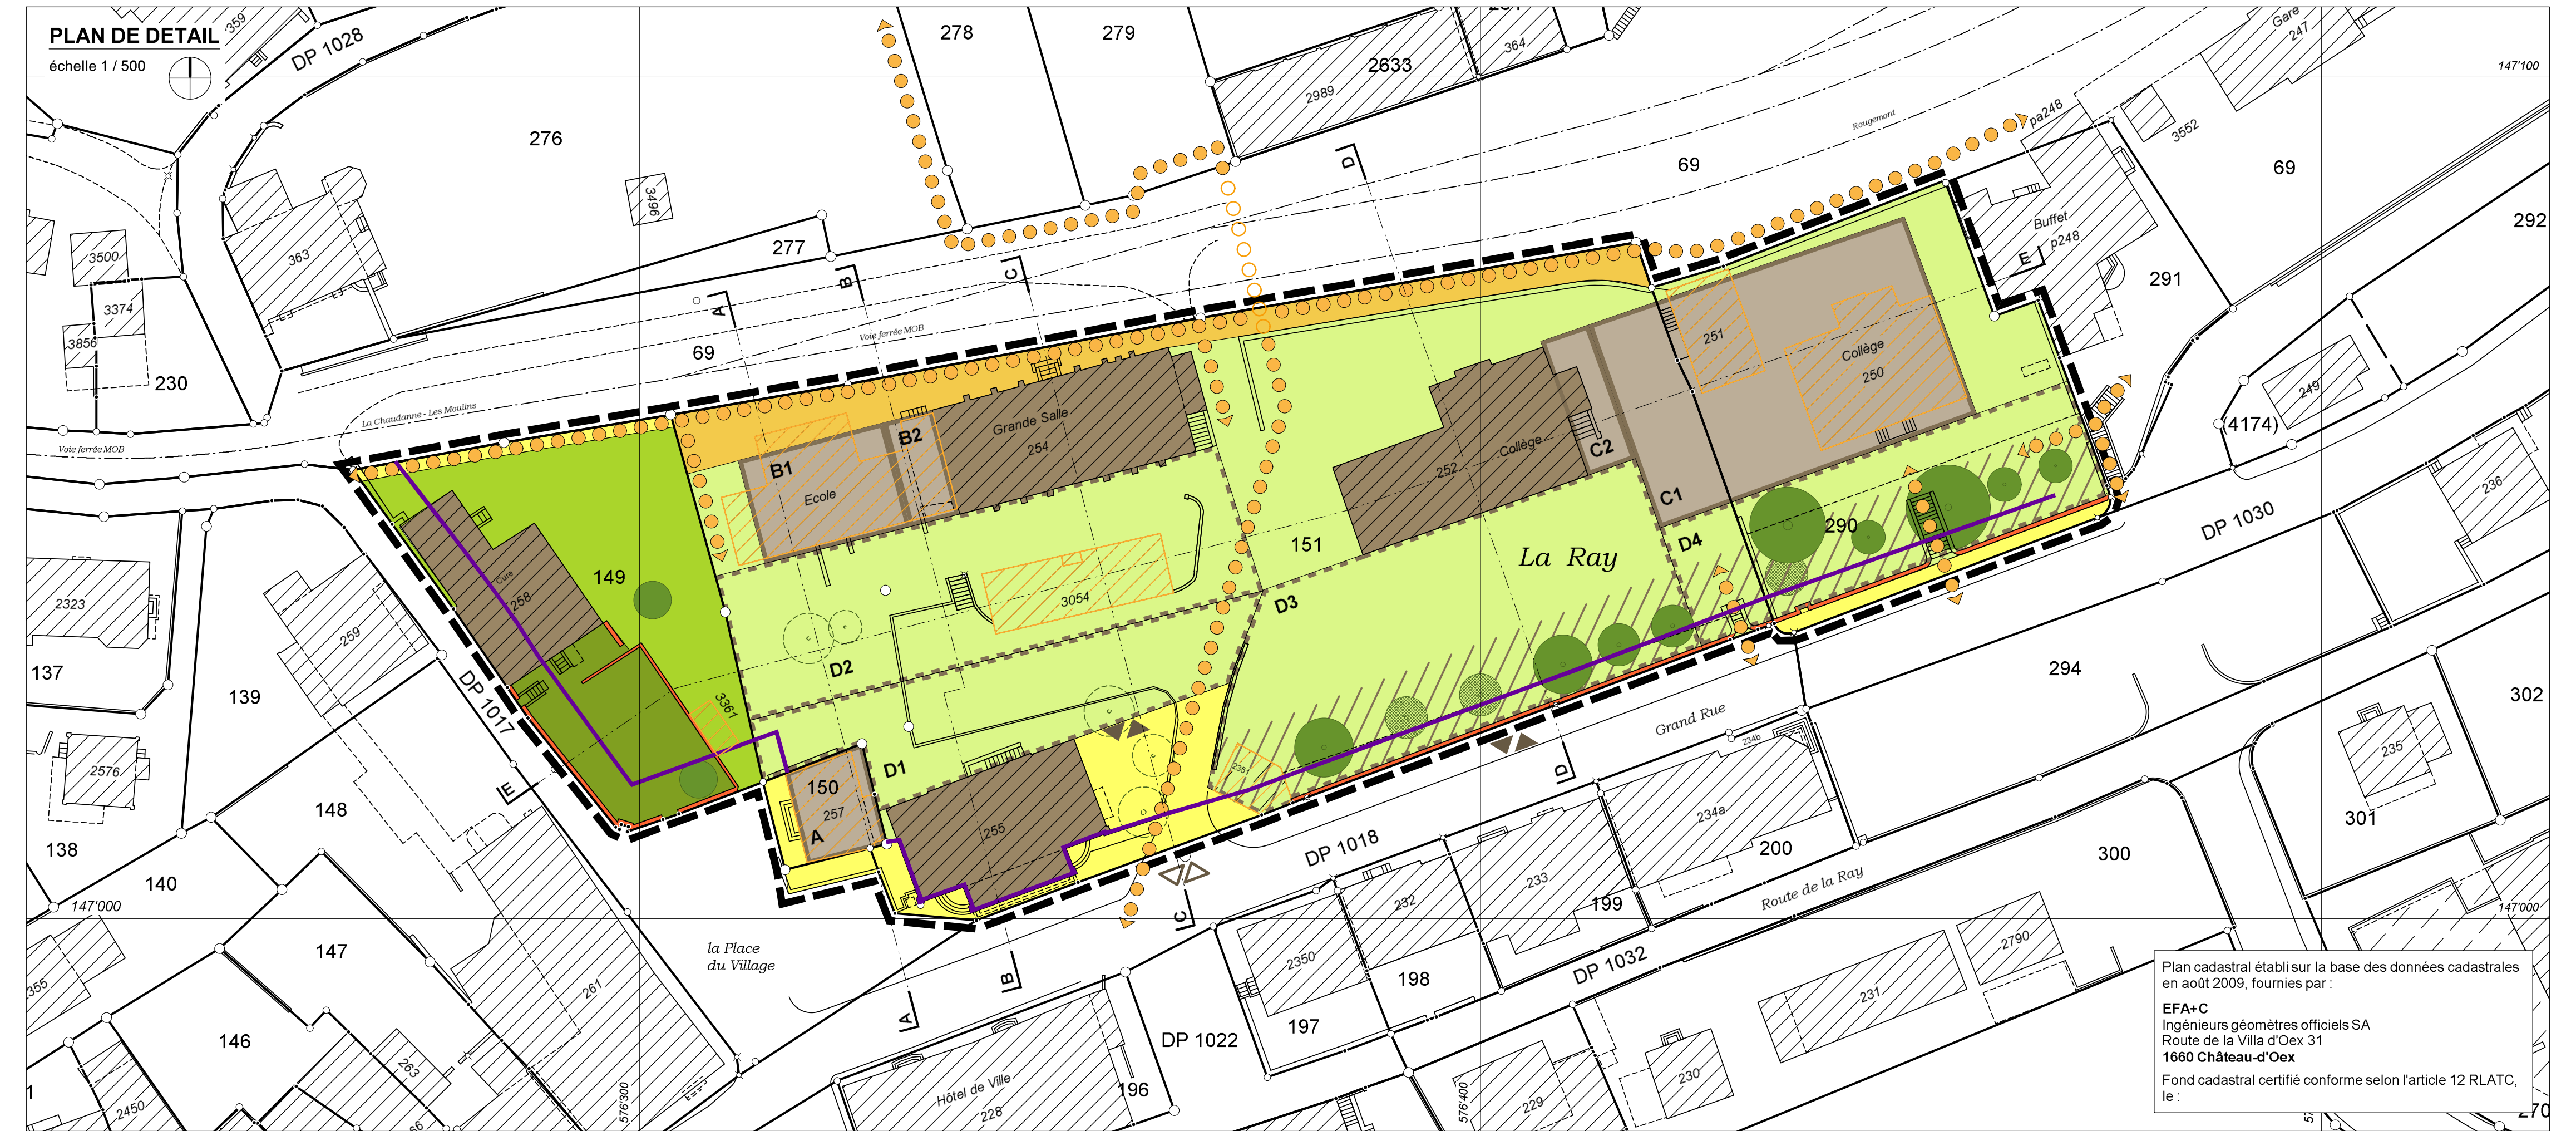 PLAN DE DETAIL
échelle 1 / 500
359
DP 1028
278
279
2633
2989
364
Gare
247
147'100
276
3496
363
3500
3374
3856
230
277
69
Rougemont
69
pa248
3552
69
292
Buffet
p248
291
D
C
B
A
E
Voie ferrée MOB
La Chaudanne - Les Moulins
Voie ferrée MOB
69
251
Collège
250
249
(4174)
Grande Salle
254
B2
B1
Ecole
252
Collège
C2
C1
236
DP 1030
290
D4
151
La Ray
D3
D2
3054
149
Cure
258
259
2323
137
139
DP 1017
3361
2576
148
138
140
E
150
257
A
D1
255
2351
Grand Rue
294
302
234b
235
234a
D
301
DP 1018
200
300
233
199
232
Route de la Ray
147'000
147'000
C
la Place
du Village
2350
198
DP 1032
2790
231
355
147
261
B
A
197
146
DP 1022
263
2450
66
Hôtel de Ville
228
196
229
230
576'300
576'400
270
1
Plan cadastral établi sur la base des données cadastrales
en août 2009, fournies par :
EFA+C
Ingénieurs géomètres officiels SA
Route de la Villa d'Oex 31
1660 Château-d'Oex
Fond cadastral certifié conforme selon l'article 12 RLATC,
le :